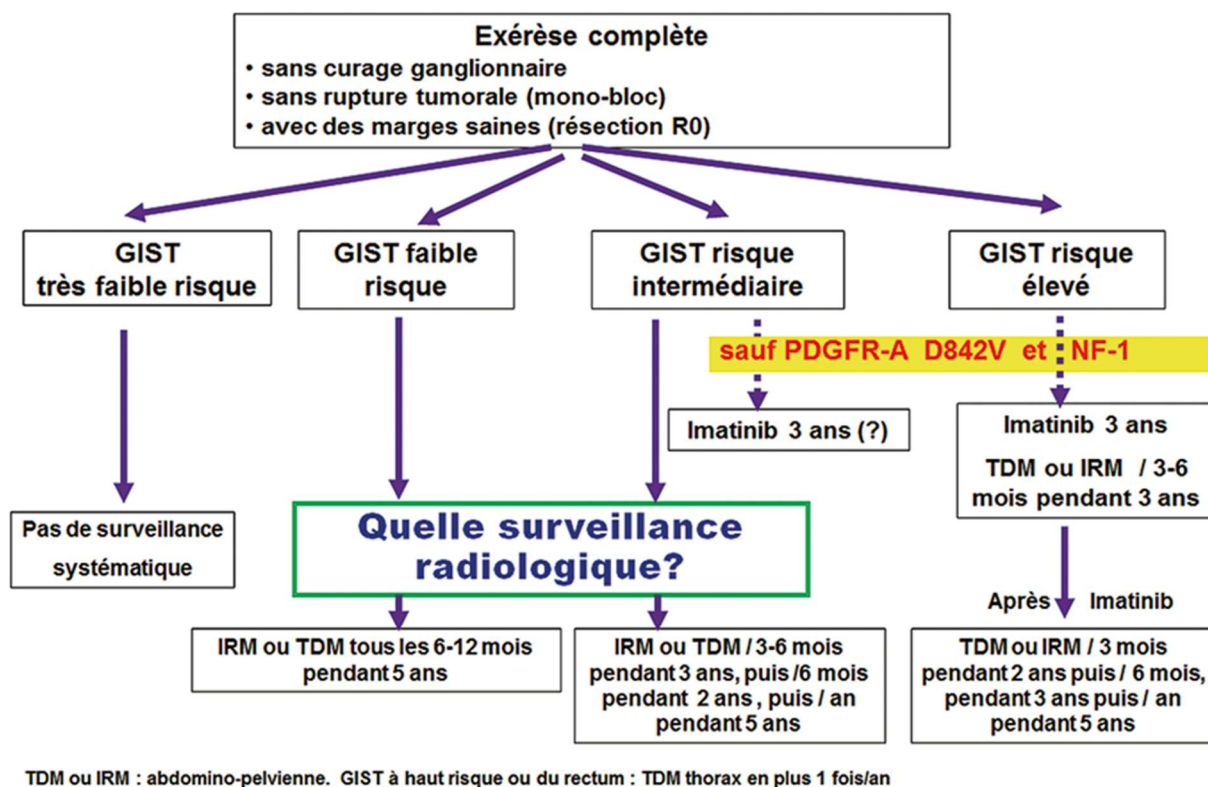 Exérèse complète
• sans curage ganglionnaire
• sans rupture tumorale (mono-bloc)
• avec des marges saines (résection R0)
GIST
très faible risque
GIST faible
risque
GIST risque
intermédiaire
GIST risque
élevé
sauf PDGFR-A D842V et NF-1
Imatinib 3 ans (?)
Imatinib 3 ans
TDM ou IRM / 3-6
mois pendant 3 ans
Pas de surveillance
systématique
Quelle surveillance
radiologique?
Après Imatinib
IRM ou TDM tous les 6-12 mois
pendant 5 ans
IRM ou TDM / 3-6 mois
pendant 3 ans, puis /6 mois
pendant 2 ans , puis / an
pendant 5 ans
TDM ou IRM / 3 mois
pendant 2 ans puis / 6 mois,
pendant 3 ans puis / an
pendant 5 ans
TDM ou IRM : abdomino-pelvienne. GIST à haut risque ou du rectum : TDM thorax en plus 1 fois/an